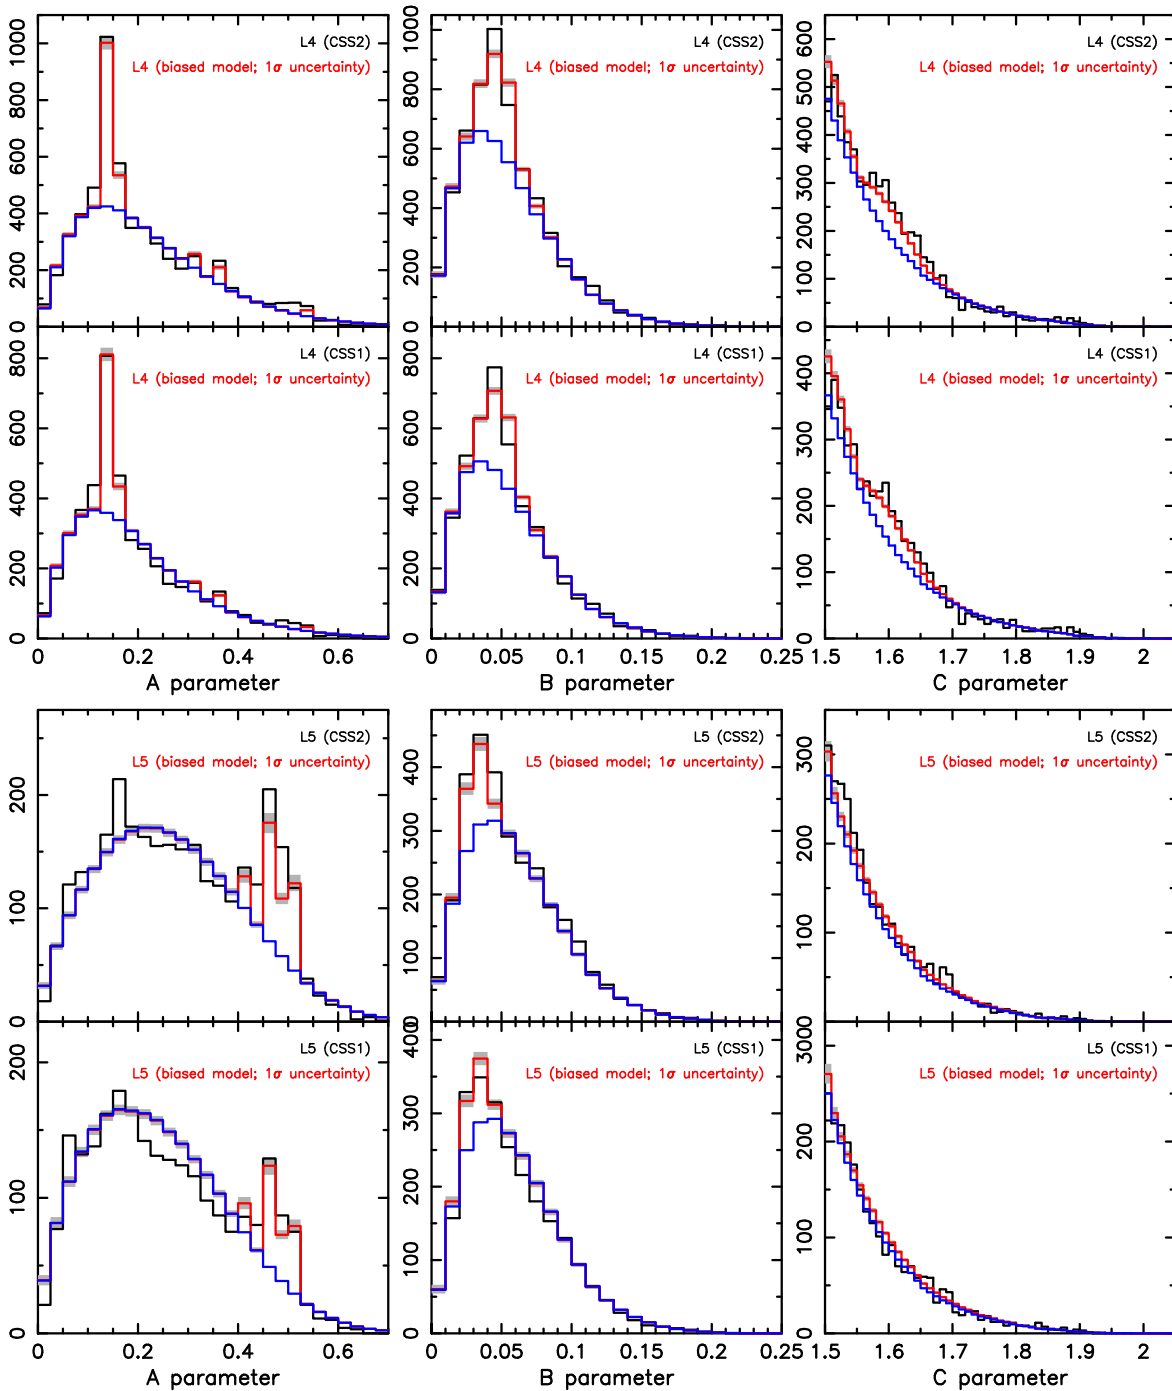 L4 (CSS2)
L4 (biased model; 1σ uncertainty)
0 200 400 600 800 1000
L4 (CSS2)
L4 (biased model; 1σ uncertainty)
0 200 400 600 800 1000
L4 (CSS2)
L4 (biased model; 1σ uncertainty)
0 100 200 300 400 500 600
L4 (CSS1)
L4 (biased model; 1σ uncertainty)
0 200 400 600 800
0 0.2 0.4 0.6
A parameter
L4 (CSS1)
L4 (biased model; 1σ uncertainty)
0 200 400 600 800
0 0.05 0.1 0.15 0.2 0.25
B parameter
L4 (CSS1)
L4 (biased model; 1σ uncertainty)
0 100 200 300 400
1.5 1.6 1.7 1.8 1.9 2
C parameter
L5 (CSS2)
L5 (biased model; 1σ uncertainty)
0 100 200
L5 (CSS2)
L5 (biased model; 1σ uncertainty)
0 100 200 300 400
L5 (CSS2)
L5 (biased model; 1σ uncertainty)
0 100 200 300
L5 (CSS1)
L5 (biased model; 1σ uncertainty)
0 100 200
0 0.2 0.4 0.6
A parameter
L5 (CSS1)
L5 (biased model; 1σ uncertainty)
0 100 200 300 400
0 0.05 0.1 0.15 0.2 0.25
B parameter
L5 (CSS1)
L5 (biased model; 1σ uncertainty)
0 100 200 3000
1.5 1.6 1.7 1.8 1.9 2
C parameter